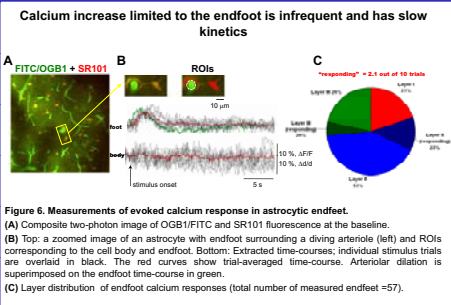 Calcium increase limited to the endfoot is infrequent and has slow
kinetics
A
FITC/OGB1 + SR101
B
ROIs
10 μm
foot
body
10 %, ΔF/F
10 %, Δd/d
stimulus onset
5 s
C
"responding" = 2.1 out of 10 trials
Layer I
Layer II
Layer III
(responding)
Figure 6. Measurements of evoked calcium response in astrocytic endfeet.
(A) Composite two-photon image of OGB1/FITC and SR101 fluorescence at the baseline.
(B) Top: a zoomed image of an astrocyte with endfoot surrounding a diving arteriole (left) and ROIs
corresponding to the cell body and endfoot. Bottom: Extracted time-courses; individual stimulus trials
are overlaid in black. The red curves show trial-averaged time-course. Arteriolar dilation is
superimposed on the endfoot time-course in green.
(C) Layer distribution of endfoot calcium responses (total number of measured endfeet =57).